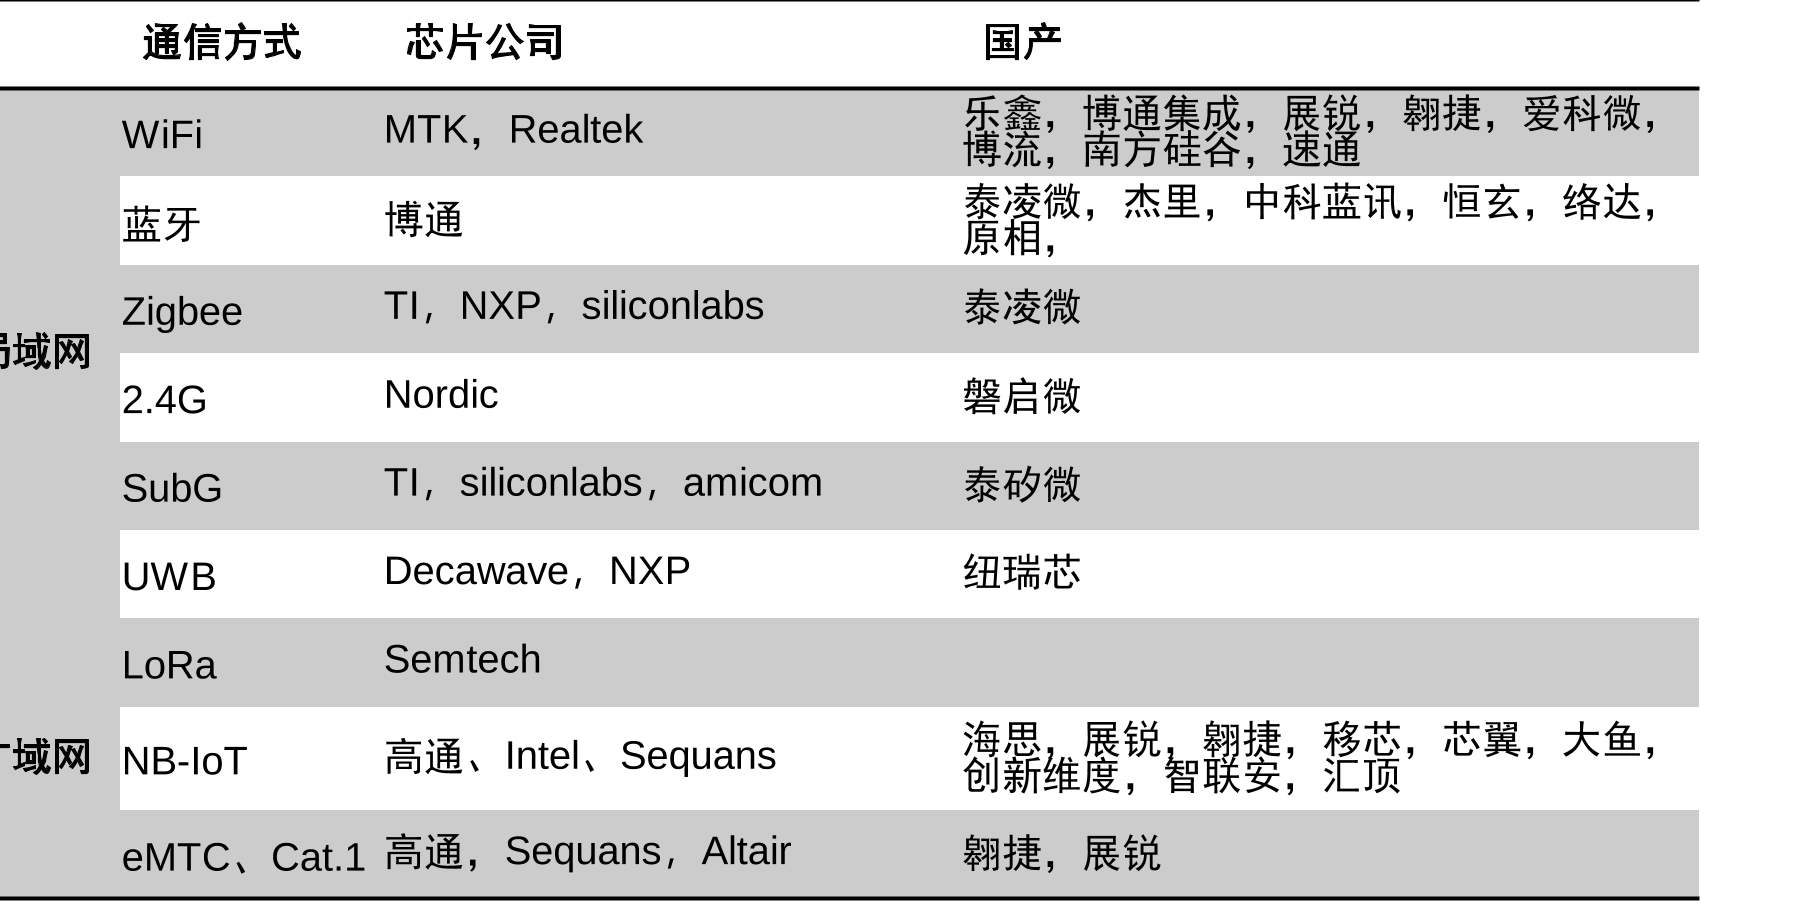 通信方式 芯片公司 国产
WiFi MTK，Realtek 乐鑫，博通集成，展锐，翱捷，爱科微，
博流，南方硅谷，速通
蓝牙 博通 泰凌微，杰里，中科蓝讯，恒玄，络达，
原相，
Zigbee TI，NXP，siliconlabs 泰凌微
域网
2.4G Nordic 磐启微
SubG TI，siliconlabs，amicom 泰矽微
UWB Decawave，NXP 纽瑞芯
LoRa Semtech
域网
NB-IoT 高通、Intel、Sequans 海思，展锐，翱捷，移芯，芯翼，大鱼，
创新维度，智联安，汇顶
eMTC、Cat.1 高通，Sequans，Altair 翱捷，展锐